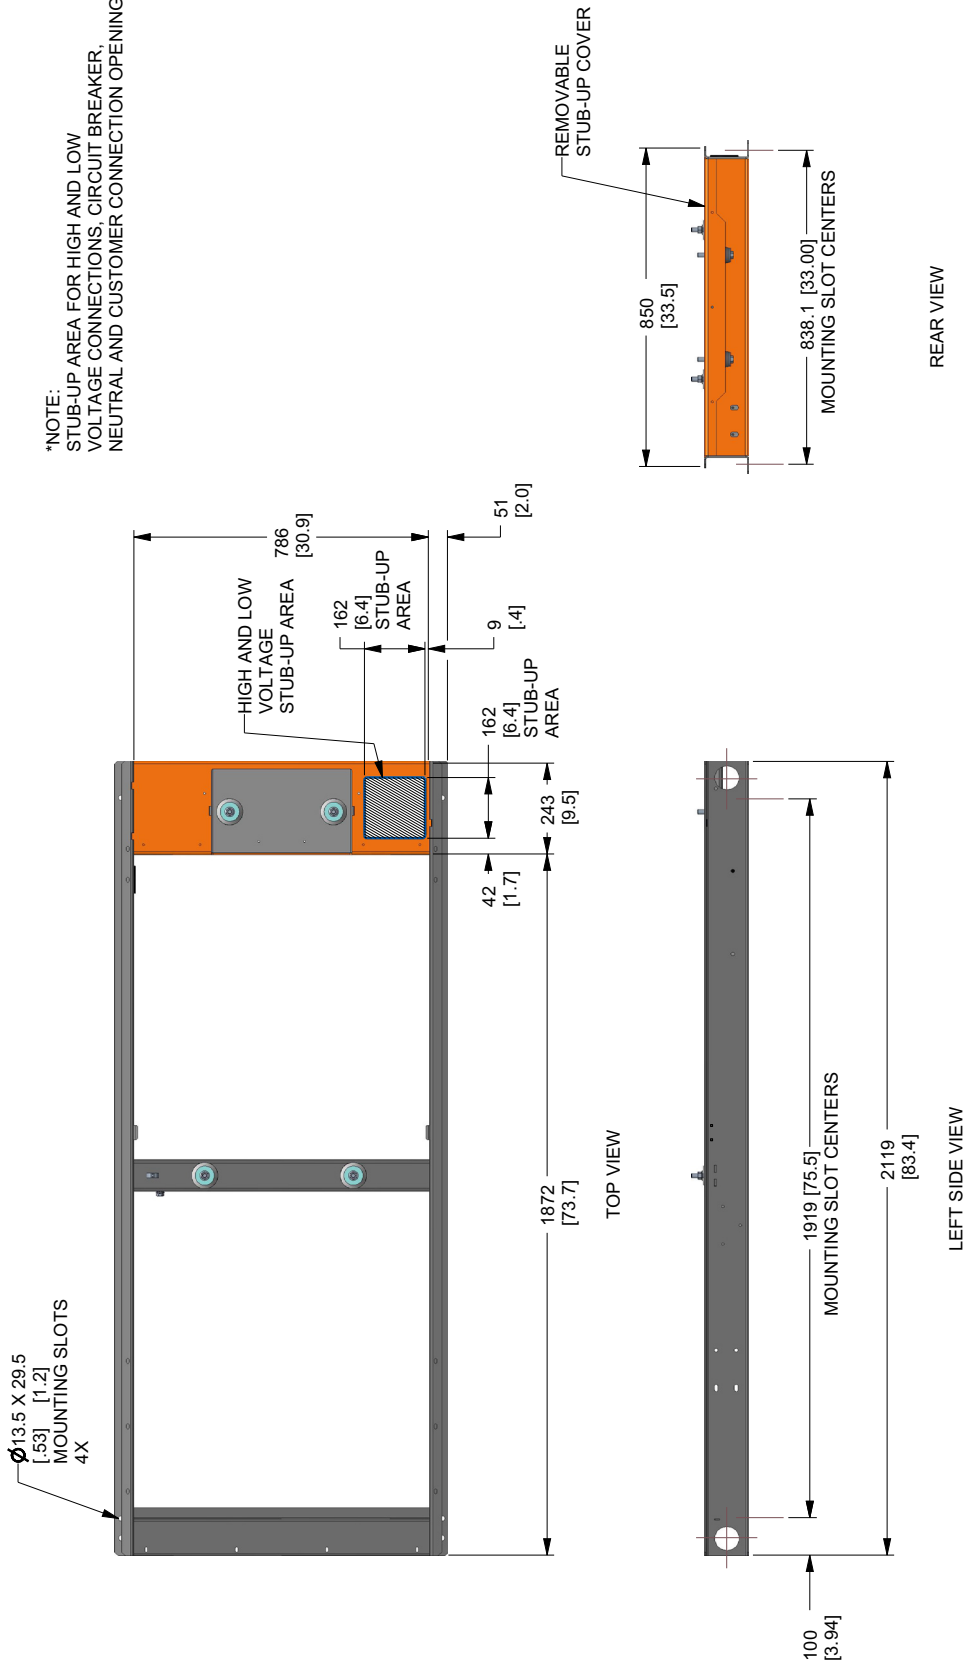 *NOTE:
STUB-UP AREA FOR HIGH AND LOW
VOLTAGE CONNECTIONS, CIRCUIT BREAKER,
NEUTRAL AND CUSTOMER CONNECTION OPENING
Ø13.5 X 29.5
[.53] [1.2]
MOUNTING SLOTS
4X
786
[30.9]
51
[2.0]
HIGH AND LOW
VOLTAGE
STUB-UP AREA
162
[6.4]
STUB-UP
AREA
9
[.4]
162
[6.4]
STUB-UP
AREA
243
[9.5]
42
[1.7]
1872
[73.7]
TOP VIEW
REMOVABLE
STUB-UP COVER
850
[33.5]
838.1 [33.00]
MOUNTING SLOT CENTERS
REAR VIEW
1919 [75.5]
MOUNTING SLOT CENTERS
2119
[83.4]
100
[3.94]
LEFT SIDE VIEW